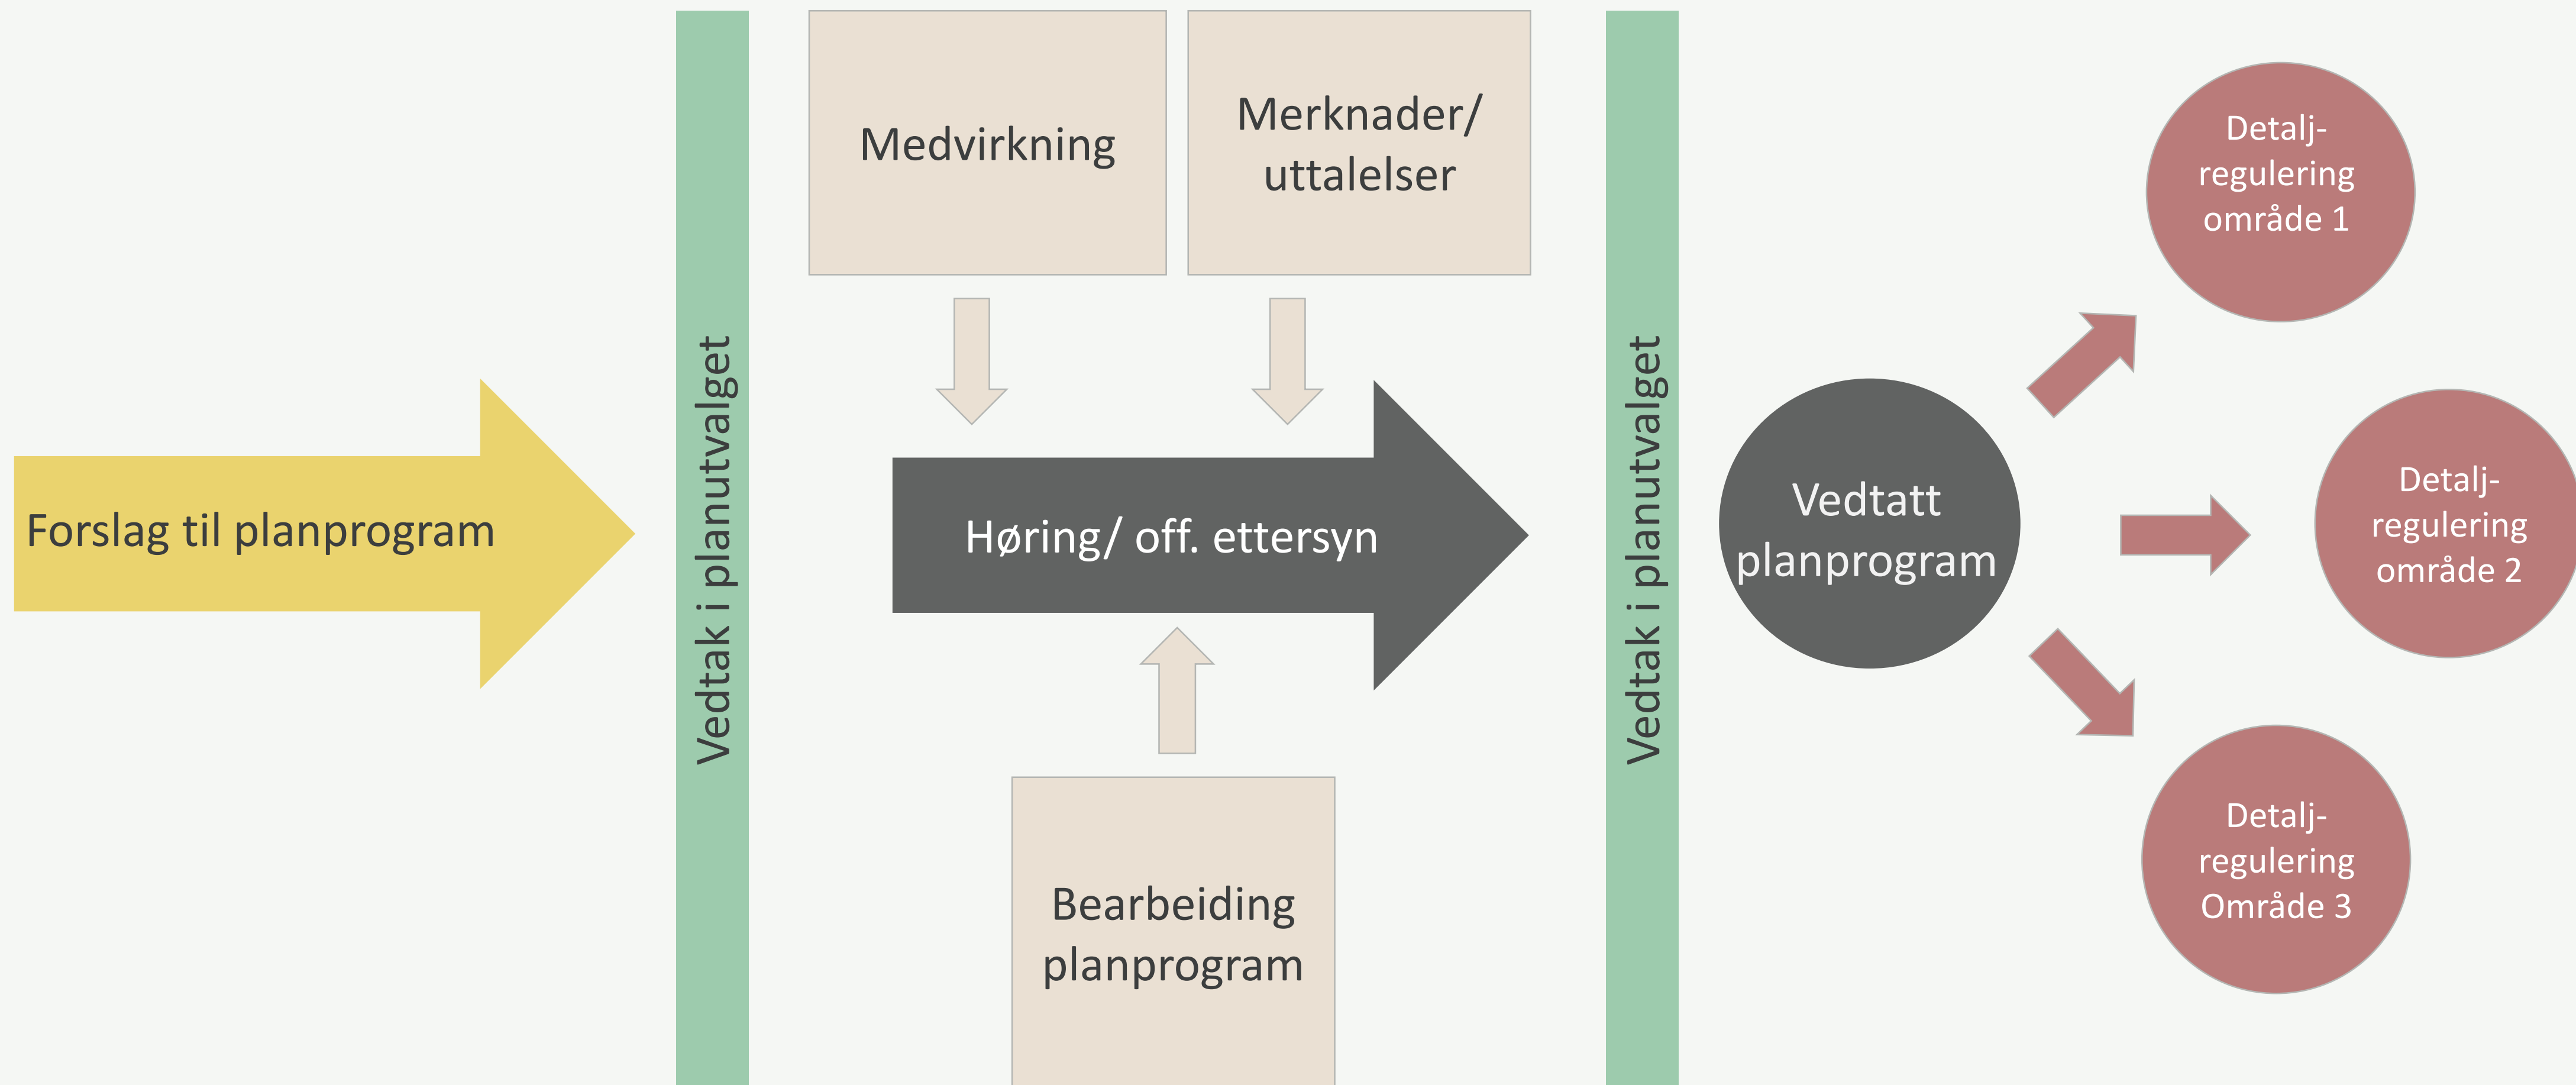 Forslag til planprogram
Vedtak i planutvalget
Medvirkning
Merknader/
uttalelser
Høring/ off. ettersyn
Bearbeiding
planprogram
Vedtak i planutvalget
Vedtatt
planprogram
Detalj-
regulering
område 1
Detalj-
regulering
område 2
Detalj-
regulering
Område 3